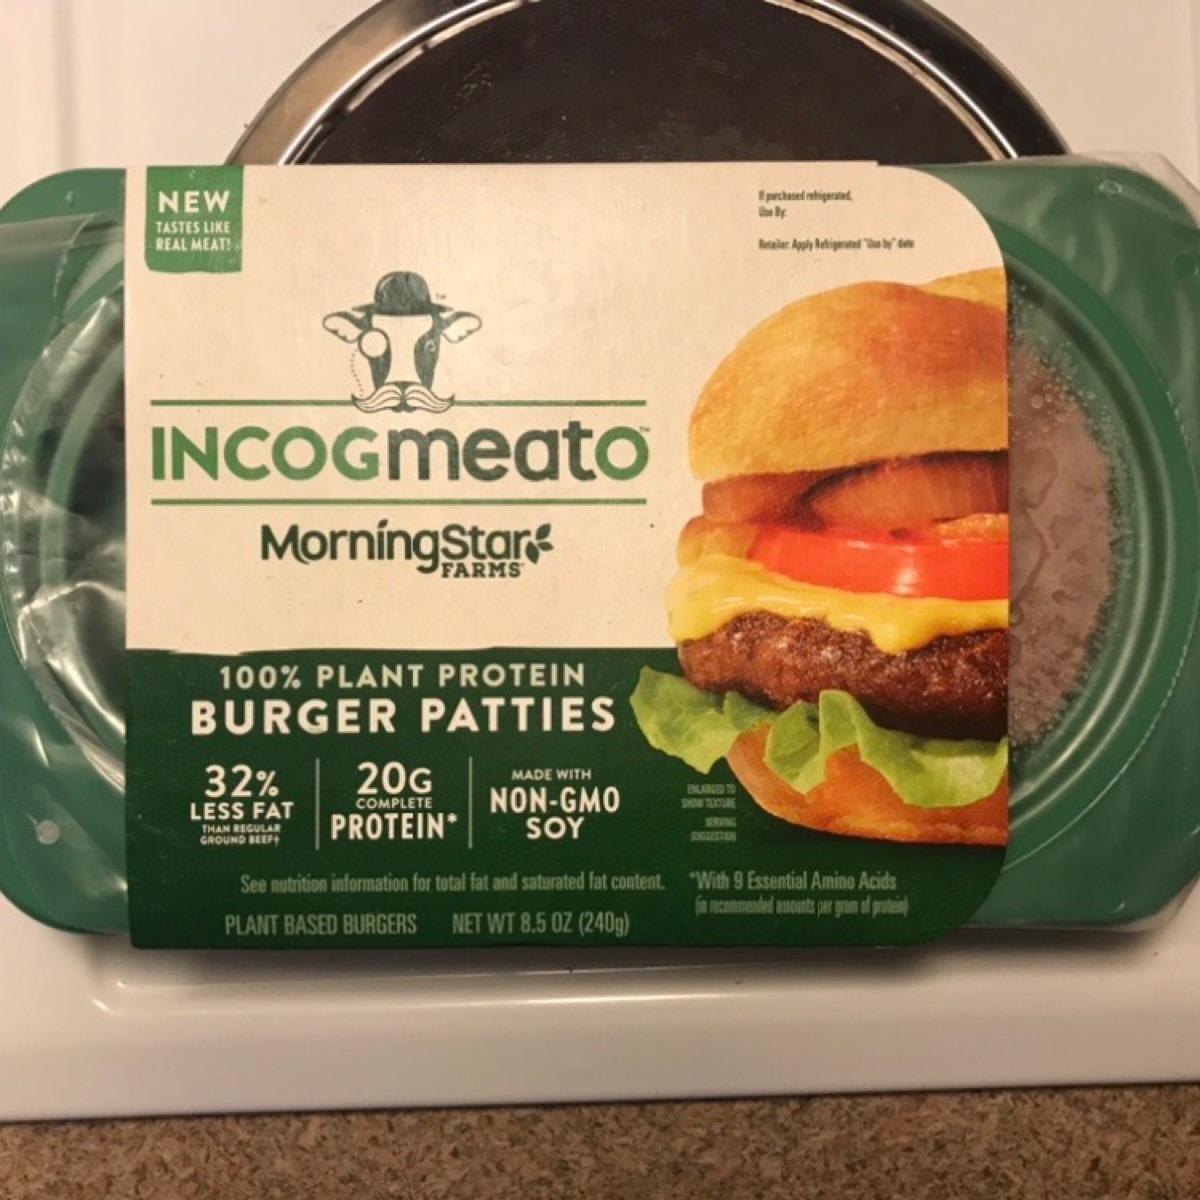 NEW
TASTES LIKE
REAL MEAT!
If purchased refrigerated,
Use By:
Retailer: Apply Refrigerated "Use by" date
™
INCOGmeato™
MorningStar
FARMS®
100% PLANT PROTEIN
BURGER PATTIES
32%
LESS FAT
THAN REGULAR
GROUND BEEF†
20G
COMPLETE
PROTEIN*
MADE WITH
NON-GMO
SOY
ENLARGED TO
SHOW TEXTURE
SERVING
SUGGESTION
See nutrition information for total fat and saturated fat content.
*With 9 Essential Amino Acids
(in recommended amounts per gram of protein)
PLANT BASED BURGERS NET WT 8.5 OZ (240g)